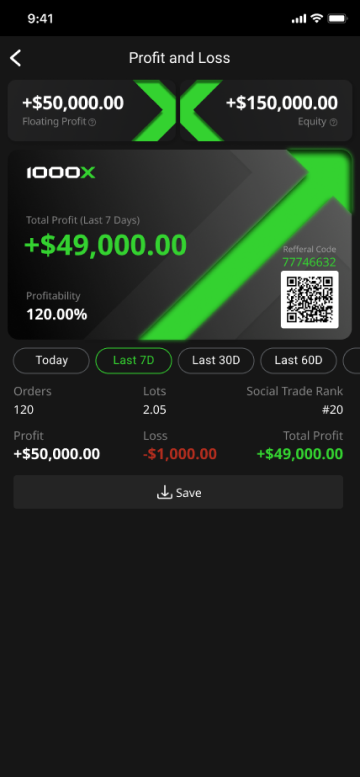 9:41
Profit and Loss
+$50,000.00
Floating Profit
+$150,000.00
Equity
1000X
Total Profit (Last 7 Days)
+$49,000.00
Refferal Code
77746632
Profitability
120.00%
Today
Last 7D
Last 30D
Last 60D
Orders
Lots
Social Trade Rank
120
2.05
#20
Profit
Loss
Total Profit
+$50,000.00
-$1,000.00
+$49,000.00
Save